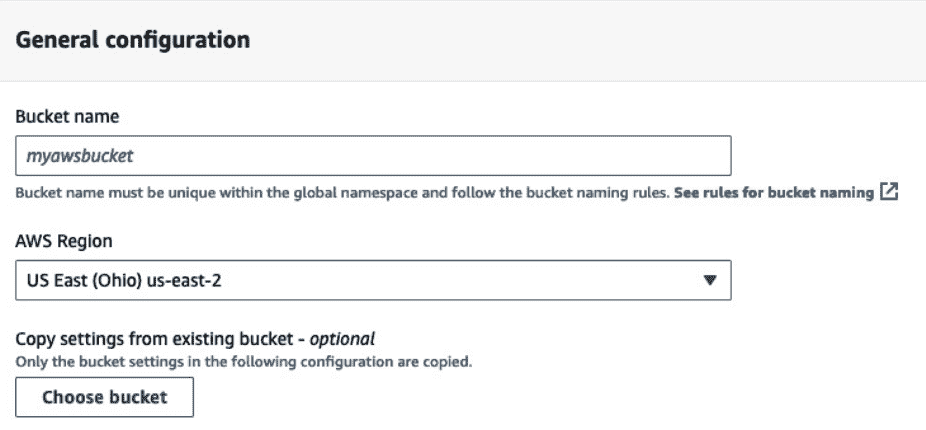 General configuration
Bucket name
myawsbucket
Bucket name must be unique within the global namespace and follow the bucket naming rules. See rules for bucket naming
AWS Region
US East (Ohio) us-east-2
Copy settings from existing bucket - optional
Only the bucket settings in the following configuration are copied.
Choose bucket